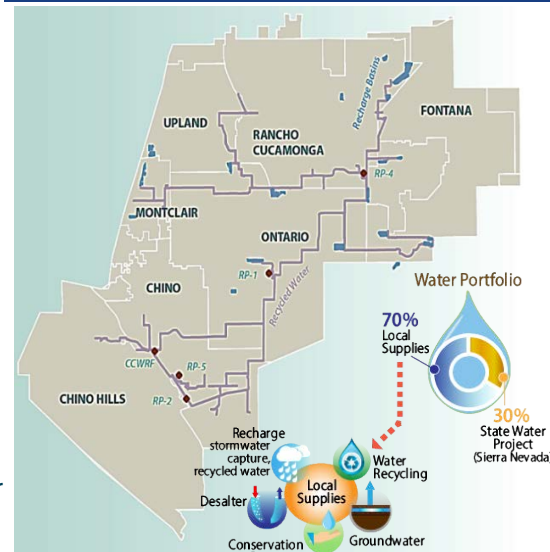 Recharge Basins
FONTANA
UPLAND
RANCHO
CUCAMONGA
RP-4
MONTCLAIR
ONTARIO
RP-1
Recycled Water
CHINO
Water Portfolio
70%
Local
Supplies
CCWRF
RP-5
RP-2
CHINO HILLS
30%
State Water
Project
(Sierra Nevada)
Recharge
stormwater
capture,
recycled water
Water
Recycling
Desalter
Local
Supplies
Conservation
Groundwater